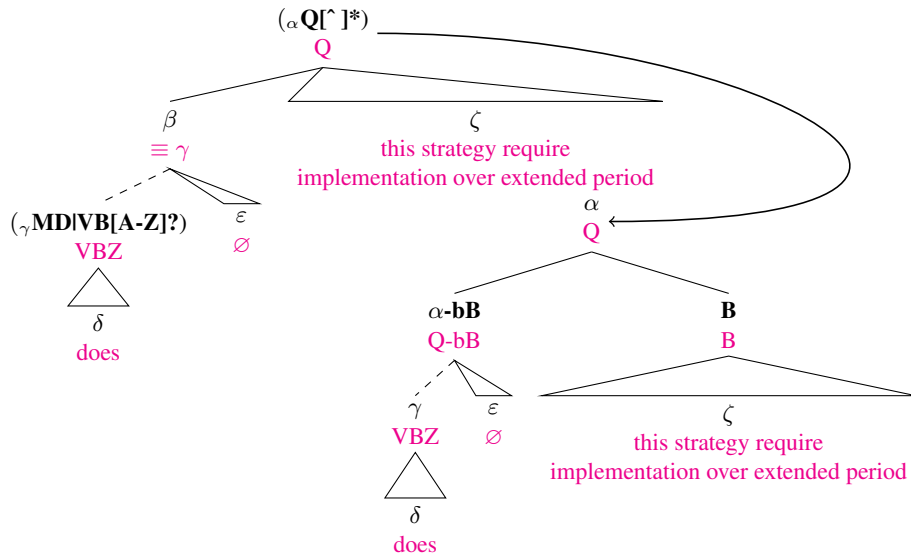 (αQ[ˆ ]*)
Q
β
≡ γ
ζ
this strategy require
implementation over extended period
(γMD|VB[A-Z]?)
VBZ
ε
∅
δ
does
α
Q
α-bB
Q-bB
B
B
γ
VBZ
ε
∅
ζ
this strategy require
implementation over extended period
δ
does